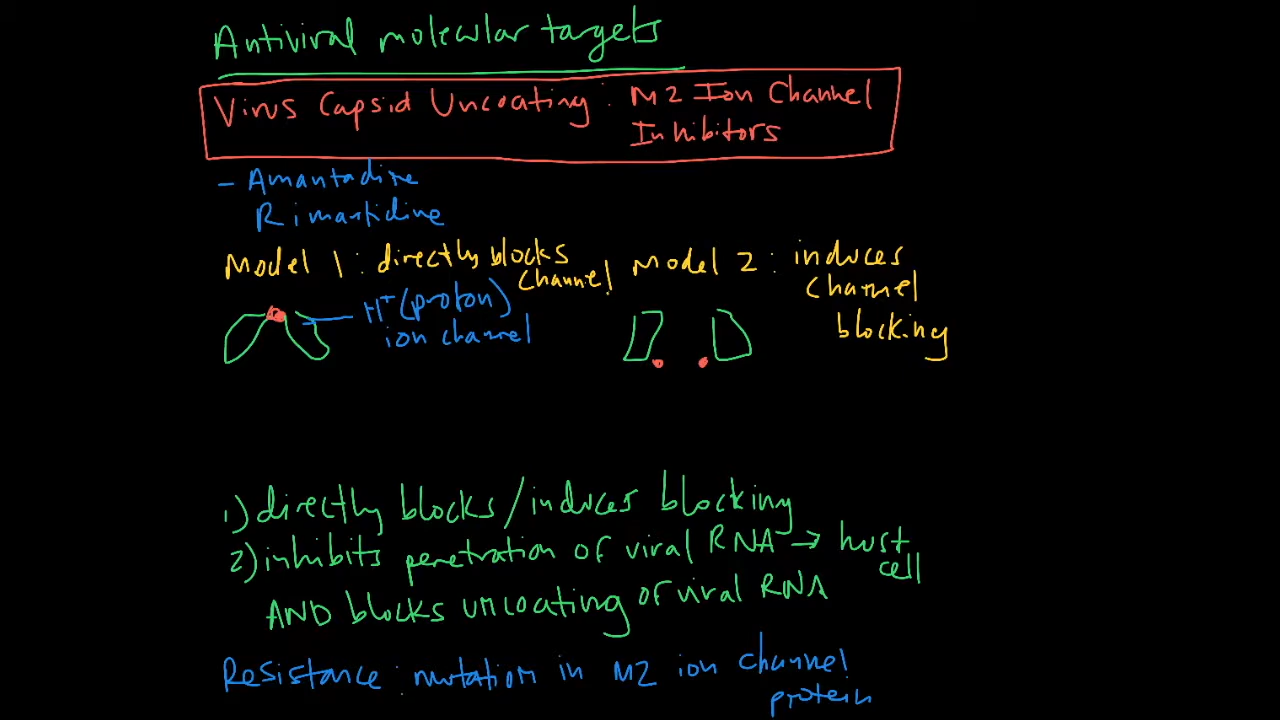 Antiviral molecular targets
Virus Capsid Uncoating: M2 Ion Channel
Inhibitors
- Amantadine
Rimantidine
Model 1: directly blocks
channel
H+ (proton)
ion channel
Model 2: induces
channel
blocking
1) directly blocks/induces blocking
2) inhibits penetration of viral RNA → host
cell
AND blocks uncoating of viral RNA
Resistance: mutation in M2 ion channel
protein